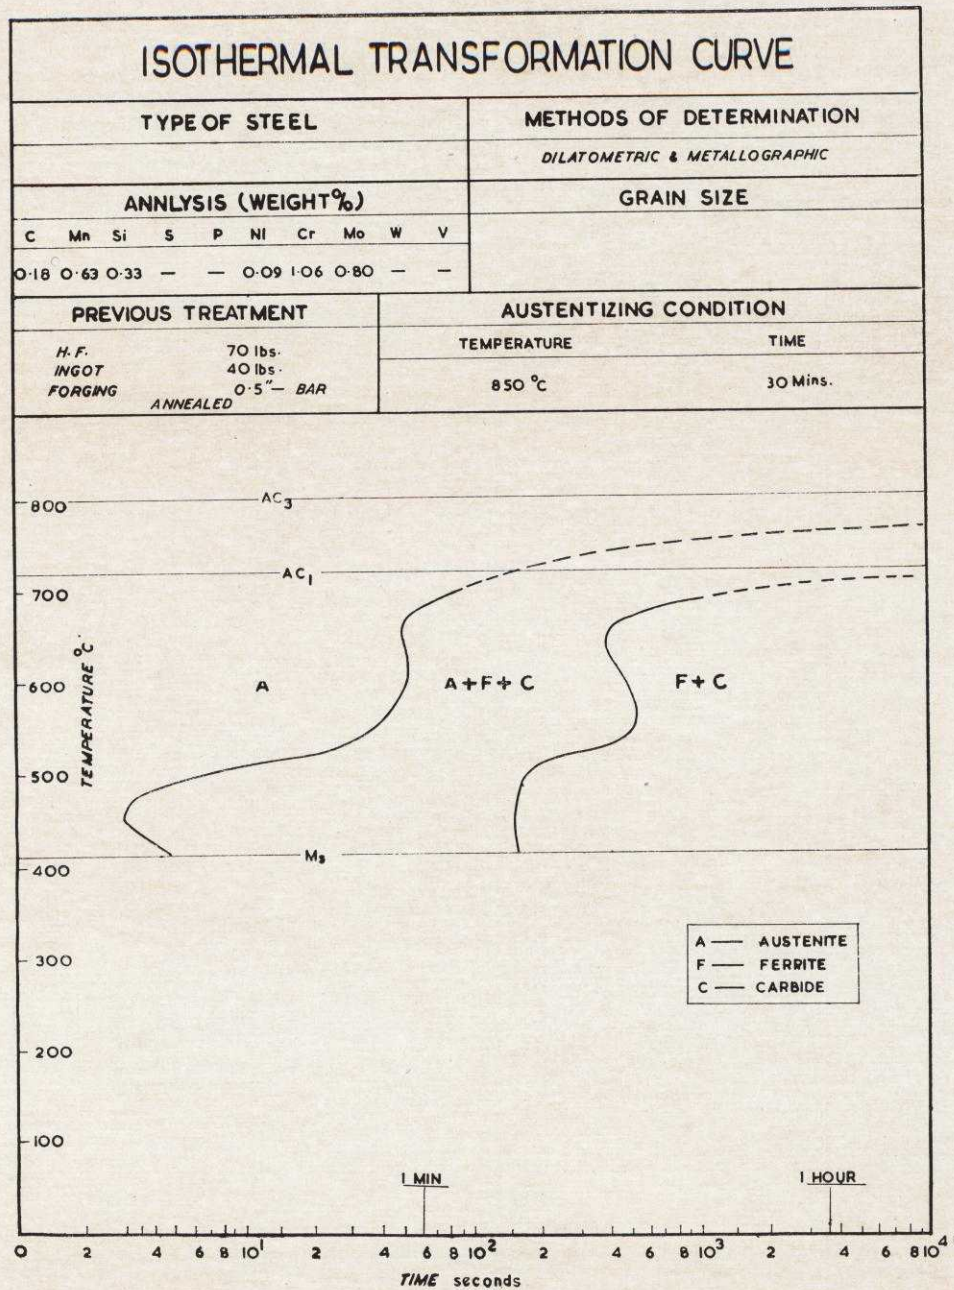 ISOTHERMAL TRANSFORMATION CURVE
TYPE OF STEEL
METHODS OF DETERMINATION
DILATOMETRIC & METALLOGRAPHIC
ANNLYSIS (WEIGHT%)
GRAIN SIZE
C Mn Si S P NI Cr Mo W V
0·18 0·63 0·33 — — 0·09 1·06 0·80 — —
PREVIOUS TREATMENT
AUSTENTIZING CONDITION
H.F. 70 lbs.
INGOT 40 lbs.
FORGING 0·5"— BAR
ANNEALED
TEMPERATURE TIME
850 °C 30 Mins.
AC3
800
AC1
700
TEMPERATURE °C
600
A
A+F+C
F+C
500
Ms
400
A — AUSTENITE
F — FERRITE
C — CARBIDE
300
200
100
1 MIN
1 HOUR
0 2 4 6 8 10¹ 2 4 6 8 10² 2 4 6 8 10³ 2 4 6 8 10⁴
TIME seconds